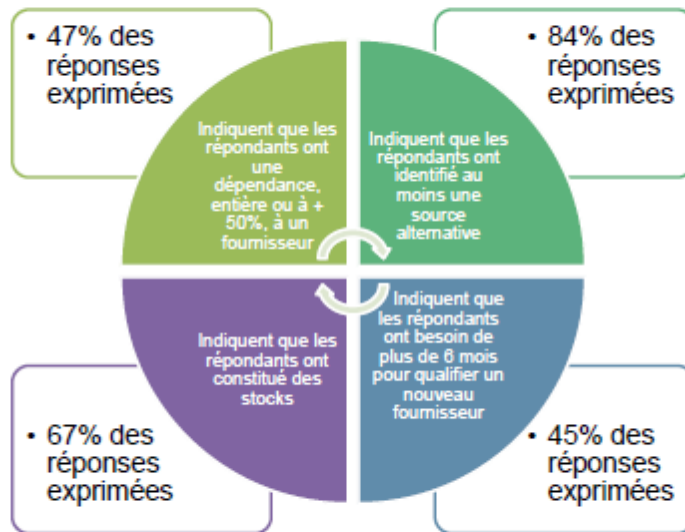 • 47% des
réponses
exprimées
Indiquent que les
répondants ont
une
dépendance,
entière ou à +
50%, à un
fournisseur
• 84% des
réponses
exprimées
Indiquent que les
répondants ont
identifié au
moins une
source
alternative
Indiquent que les
répondants ont
constitué des
stocks
• 67% des
réponses
exprimées
Indiquent que
les répondants
ont besoin de
plus de 6 mois
pour qualifier un
nouveau
fournisseur
• 45% des
réponses
exprimées